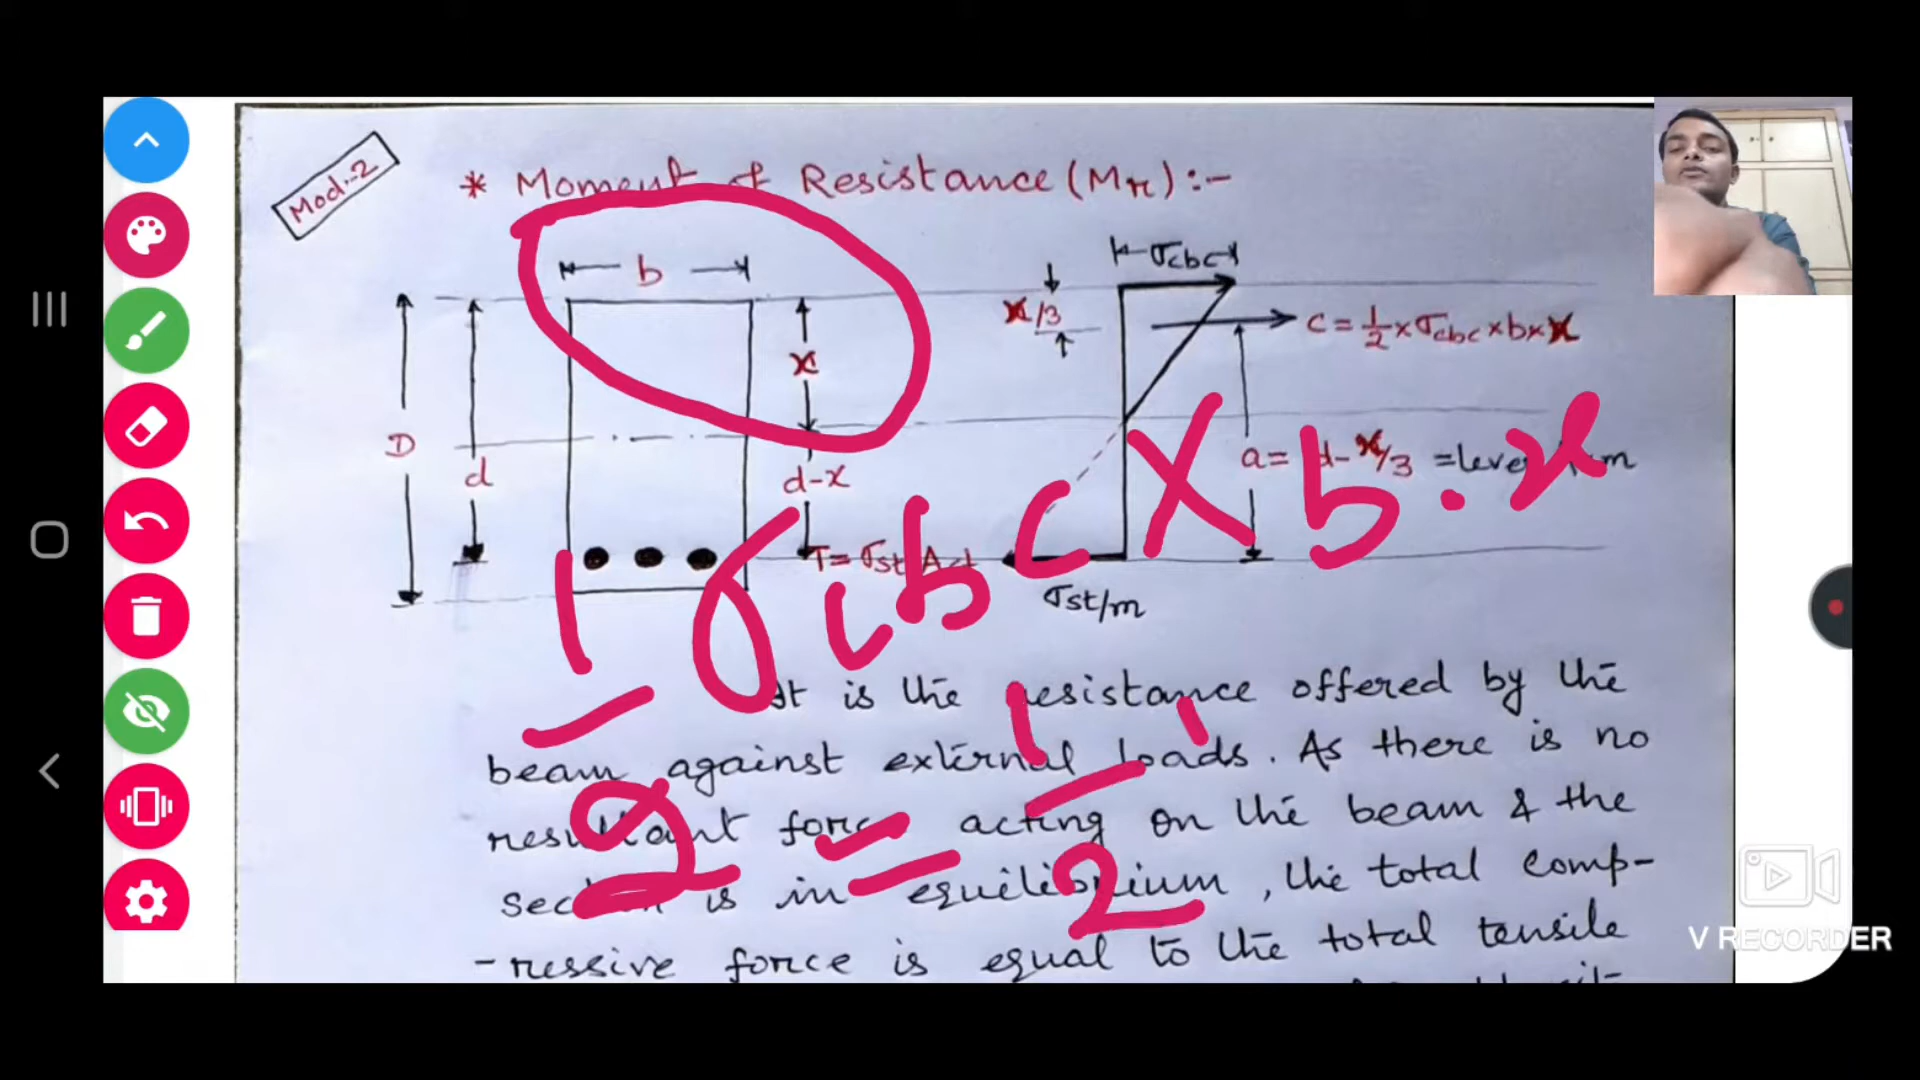 Mod:-2
* Moment of Resistance (Mr) :-
b
σcbc
x/3
C = 1/2 × σcbc × b × x
x
D
d
a = d - x/3 = lever arm
d-x
T = σst Ast
σst/m
1/2 σcbc × b . x
It is the resistance offered by the
beam against external loads. As there is no
resultant force acting on the beam & the
section is in equilibrium, the total comp-
-ressive force is equal to the total tensile
= 1/2
V RECORDER